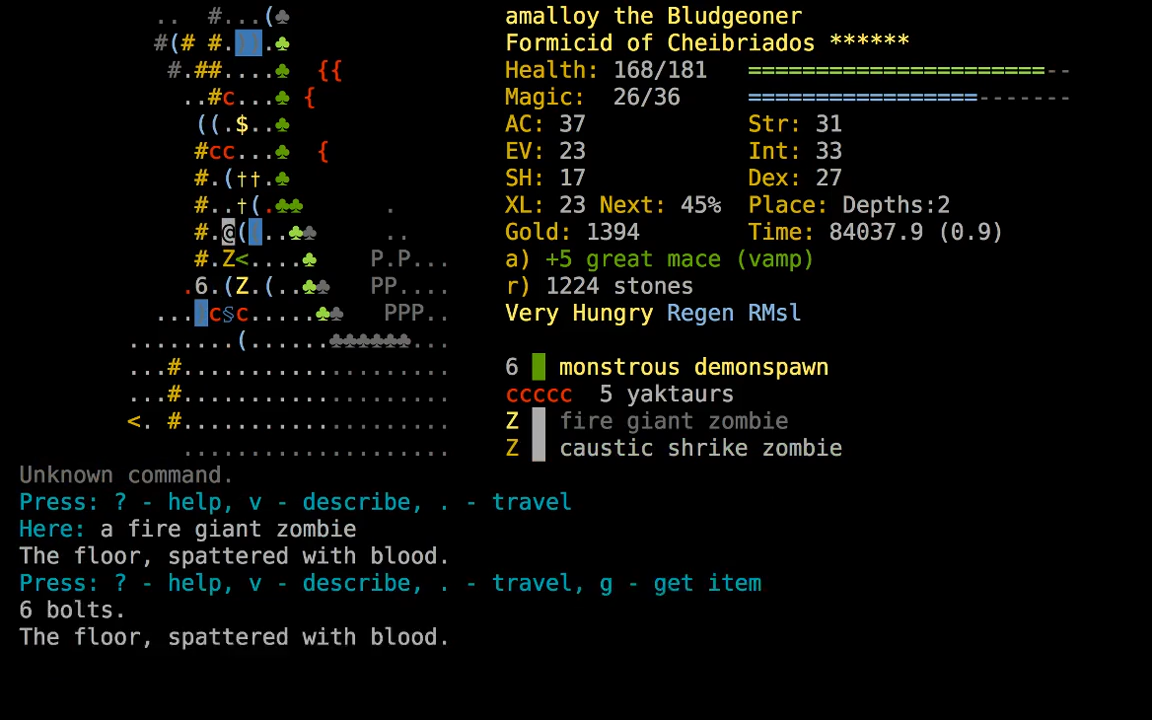 .. #...(♣ amalloy the Bludgeoner
#(# #.)).♣ Formicid of Cheibriados ******
#.##....♣ {{ Health: 168/181 ======================--
..#c...♣ { Magic: 26/36 =================-------
((.$..♣ AC: 37 Str: 31
#cc...♣ { EV: 23 Int: 33
#.(††.♣ SH: 17 Dex: 27
#..†(.♣♣ . XL: 23 Next: 45% Place: Depths:2
#.@((..♣♣ .. Gold: 1394 Time: 84037.9 (0.9)
#.Z<....♣ P.P... a) +5 great mace (vamp)
.6.(Z.(..♣♣ PP.... r) 1224 stones
...#c§c.....♣♣ PPP.. Very Hungry Regen RMsl
........(......♣♣♣♣♣♣...
...#.................... 6 monstrous demonspawn
...#.................... ccccc 5 yaktaurs
<. #.................... Z fire giant zombie
.................... Z caustic shrike zombie
Unknown command.
Press: ? - help, v - describe, . - travel
Here: a fire giant zombie
The floor, spattered with blood.
Press: ? - help, v - describe, . - travel, g - get item
6 bolts.
The floor, spattered with blood.